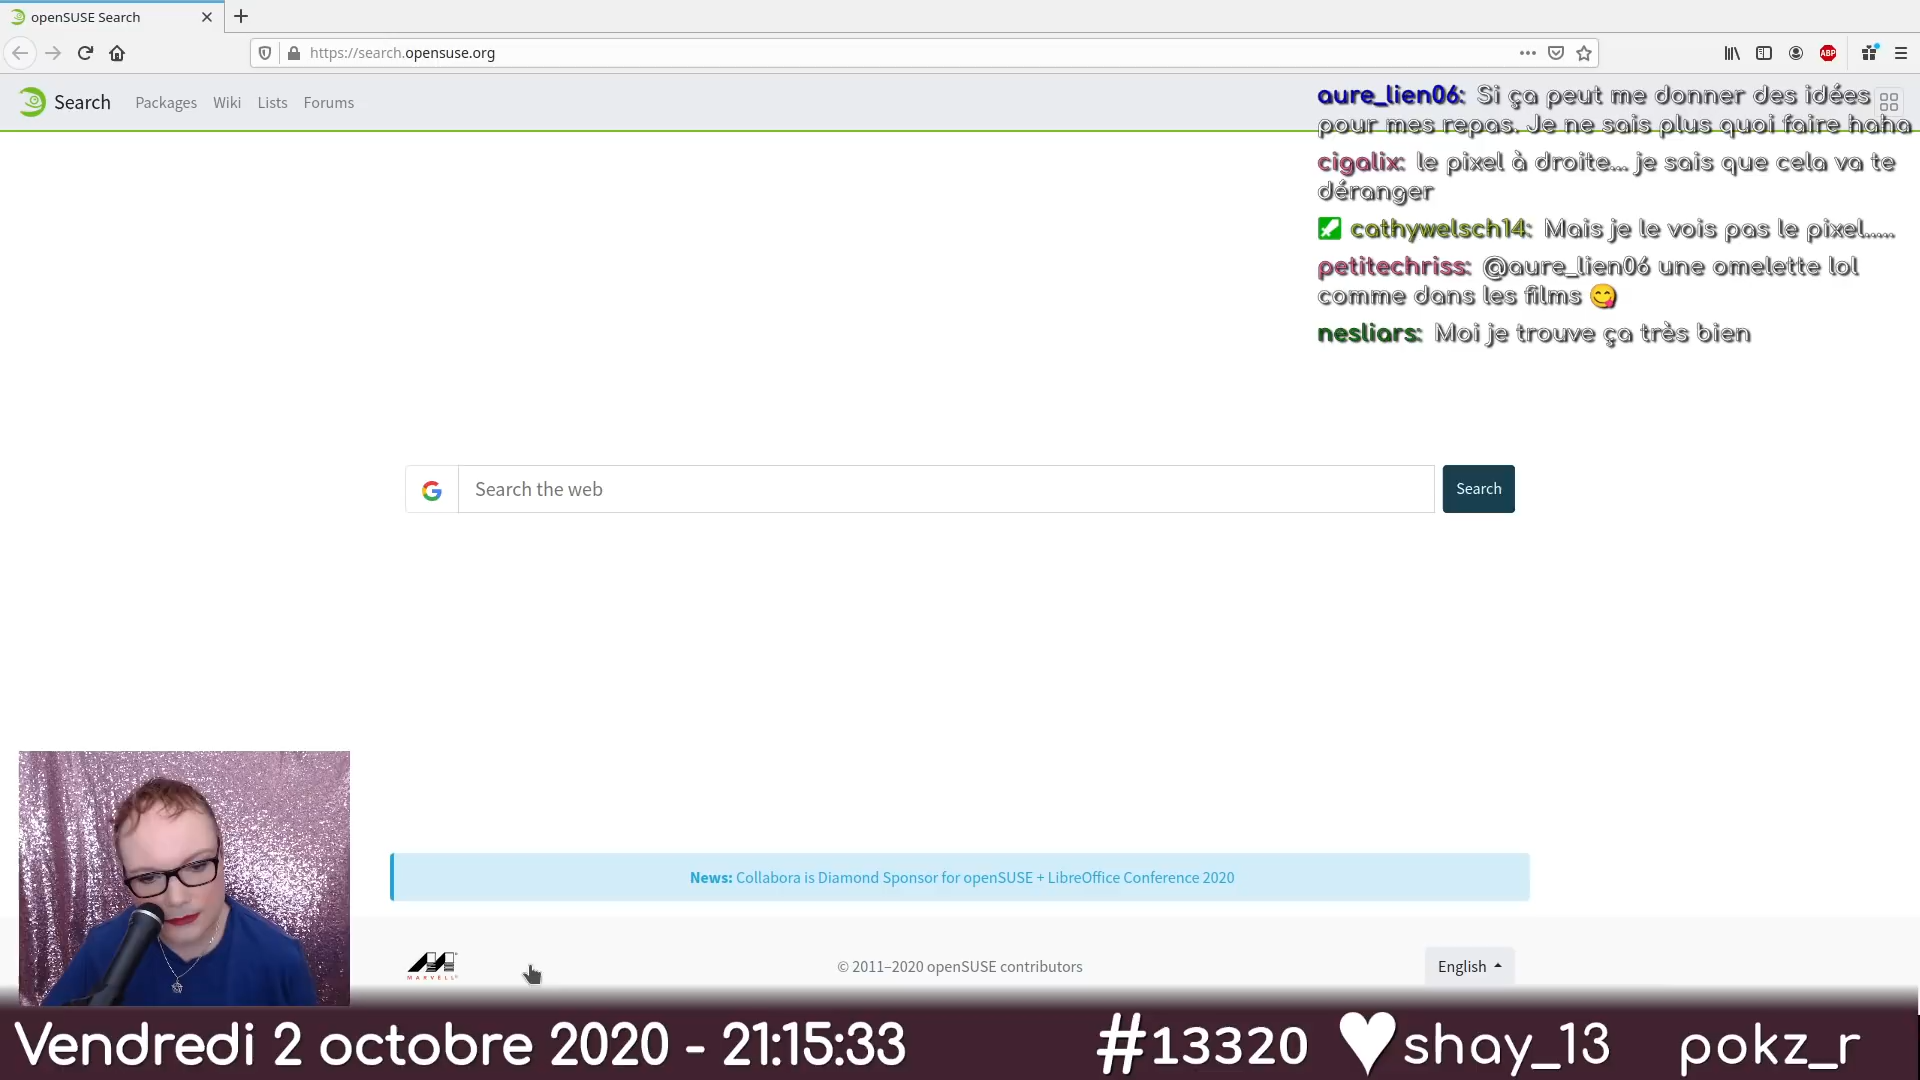 openSUSE Search
https://search.opensuse.org
ABP
Search Packages Wiki Lists Forums
aure_lien06: Si ça peut me donner des idées
pour mes repas. Je ne sais plus quoi faire haha
cigalix: le pixel à droite... je sais que cela va te
déranger
cathywelsch14: Mais je le vois pas le pixel.....
petitechriss: @aure_lien06 une omelette lol
comme dans les films 😋
nesliars: Moi je trouve ça très bien
Search the web
Search
News: Collabora is Diamond Sponsor for openSUSE + LibreOffice Conference 2020
MARVELL
© 2011–2020 openSUSE contributors
English
Vendredi 2 octobre 2020 - 21:15:33
#13320 ♥shay_13 pokz_r